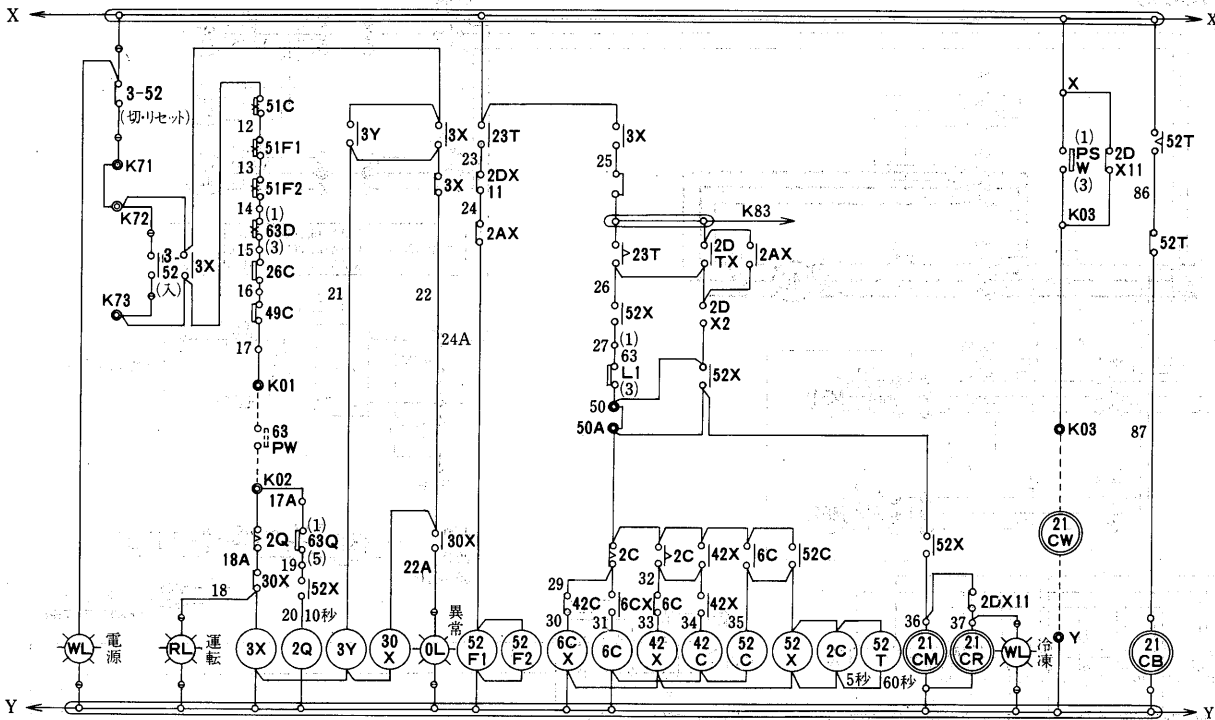 X
X
3-52
(切・リセット)
K71
K72
3-
52
(入)
3X
K73
51C
12
51F1
13
51F2
14
(1)
63D
15
(3)
26C
16
49C
17
K01
63
PW
K02
17A
2Q
(1)
63Q
(5)
18A
19
18
30X
52X
20
10秒
3Y
3X
3X
21
22
24A
30X
22A
23T
23
2DX
11
24
2AX
3X
25
K83
23T
2D
TX
2AX
26
52X
2D
X2
27
(1)
63
L1
(3)
52X
50
50A
2C
2C
42X
6C
52C
29
32
42C
6CX
6C
42X
30
31
33
34
35
52X
2DX11
36
37
X
(1)
PS
W
(3)
2D
X11
K03
K03
52T
86
52T
87
21
CW
Y
WL
電源
RL
運転
3X
2Q
3Y
30
X
OL
異常
52
F1
52
F2
6C
X
6C
42
X
42
C
52
C
52
X
2C
52
T
5秒
60秒
21
CM
21
CR
WL
冷凍
21
CB
Y
Y